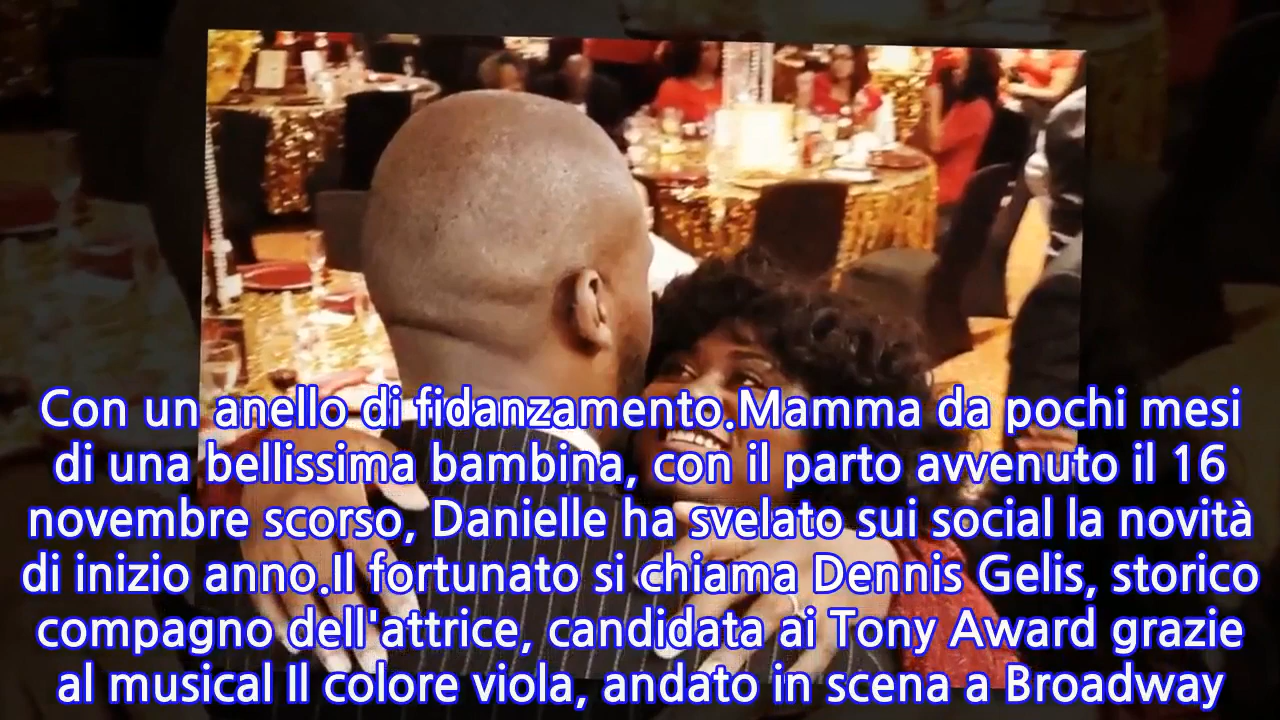 Con un anello di fidanzamento.Mamma da pochi mesi
di una bellissima bambina, con il parto avvenuto il 16
novembre scorso, Danielle ha svelato sui social la novità
di inizio anno.Il fortunato si chiama Dennis Gelis, storico
compagno dell'attrice, candidata ai Tony Award grazie
al musical Il colore viola, andato in scena a Broadway